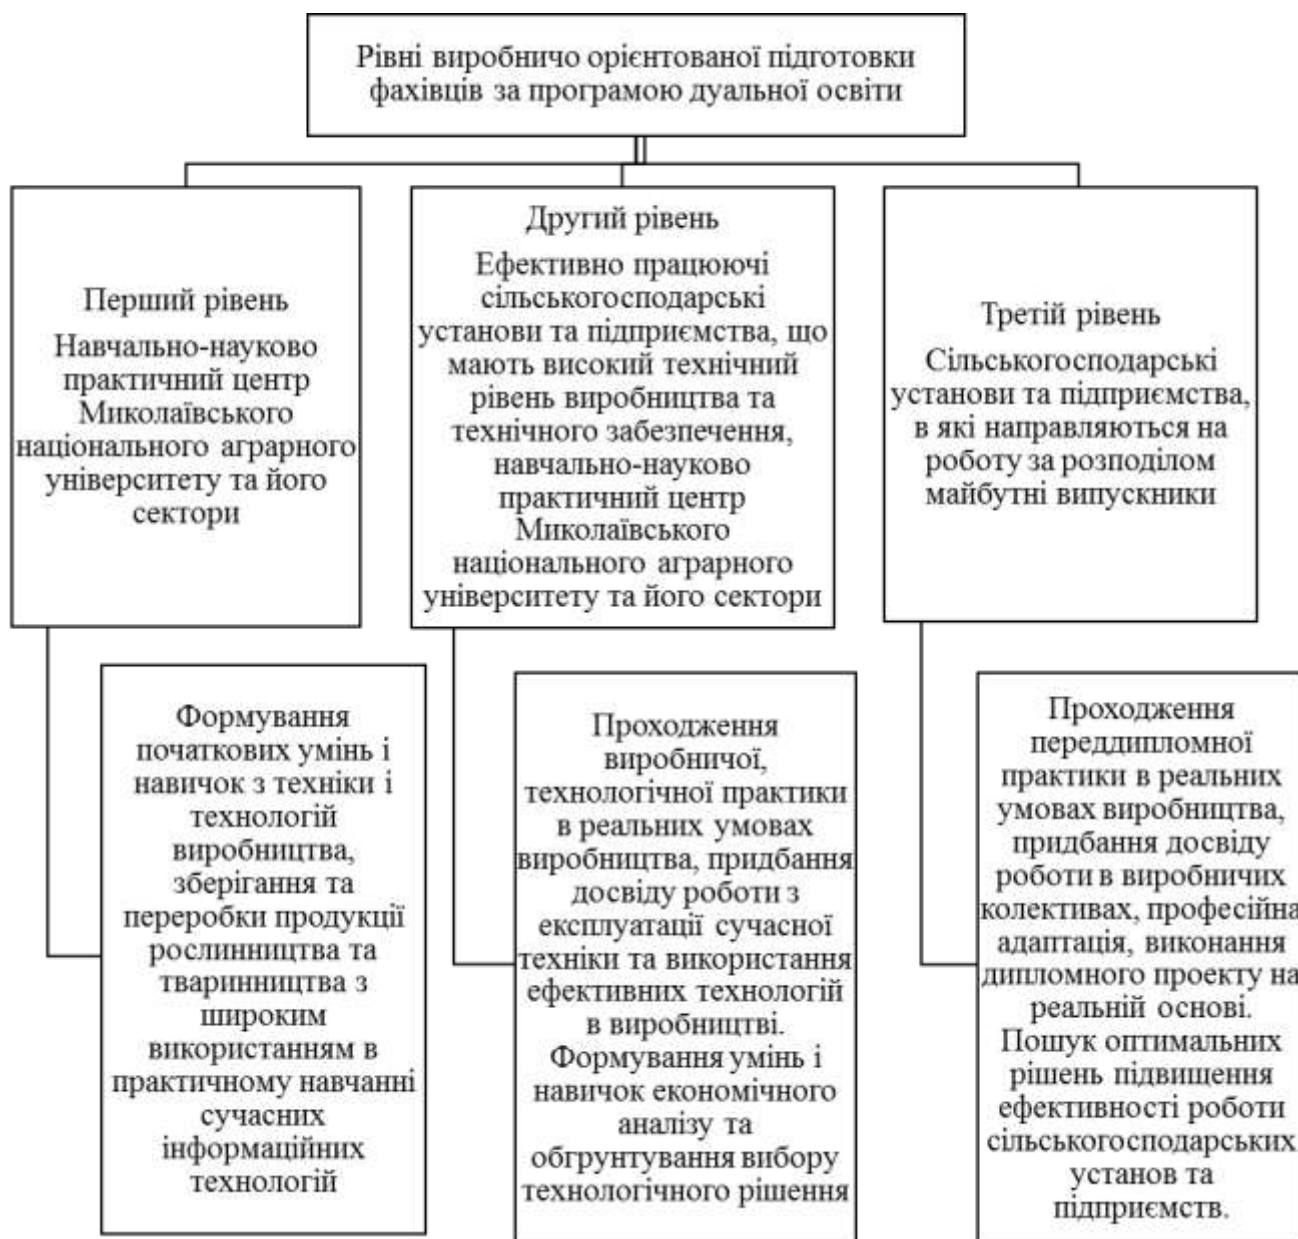 Рівні виробничо орієнтованої підготовки
фахівців за програмою дуальної освіти
Перший рівень
Навчально-науково
практичний центр
Миколаївського
національного аграрного
університету та його
сектори
Другий рівень
Ефективно працюючі
сільськогосподарські
установи та підприємства, що
мають високий технічний
рівень виробництва та
технічного забезпечення,
навчально-науково
практичний центр
Миколаївського
національного аграрного
університету та його сектори
Третій рівень
Сільськогосподарські
установи та підприємства,
в які направляються на
роботу за розподілом
майбутні випускники
Формування
початкових умінь і
навичок з техніки і
технологій
виробництва,
зберігання та
переробки продукції
рослинництва та
тваринництва з
широким
використанням в
практичному навчанні
сучасних
інформаційних
технологій
Проходження
виробничої,
технологічної практики
в реальних умовах
виробництва, придбання
досвіду роботи з
експлуатації сучасної
техніки та використання
ефективних технологій
в виробництві.
Формування умінь і
навичок економічного
аналізу та
обгрунтування вибору
технологічного рішення
Проходження
переддипломної
практики в реальних
умовах виробництва,
придбання досвіду
роботи в виробничих
колективах, професійна
адаптація, виконання
дипломного проекту на
реальній основі.
Пошук оптимальних
рішень підвищення
ефективності роботи
сільськогосподарських
установ та
підприємств.